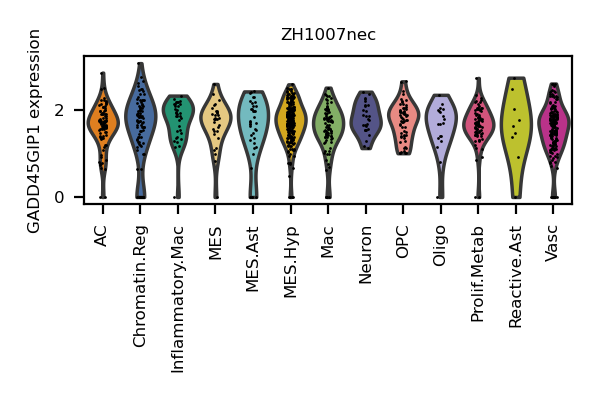 ZH1007nec
GADD45GIP1 expression
2
0
AC
Chromatin.Reg
Inflammatory.Mac
MES
MES.Ast
MES.Hyp
Mac
Neuron
OPC
Oligo
Prolif.Metab
Reactive.Ast
Vasc